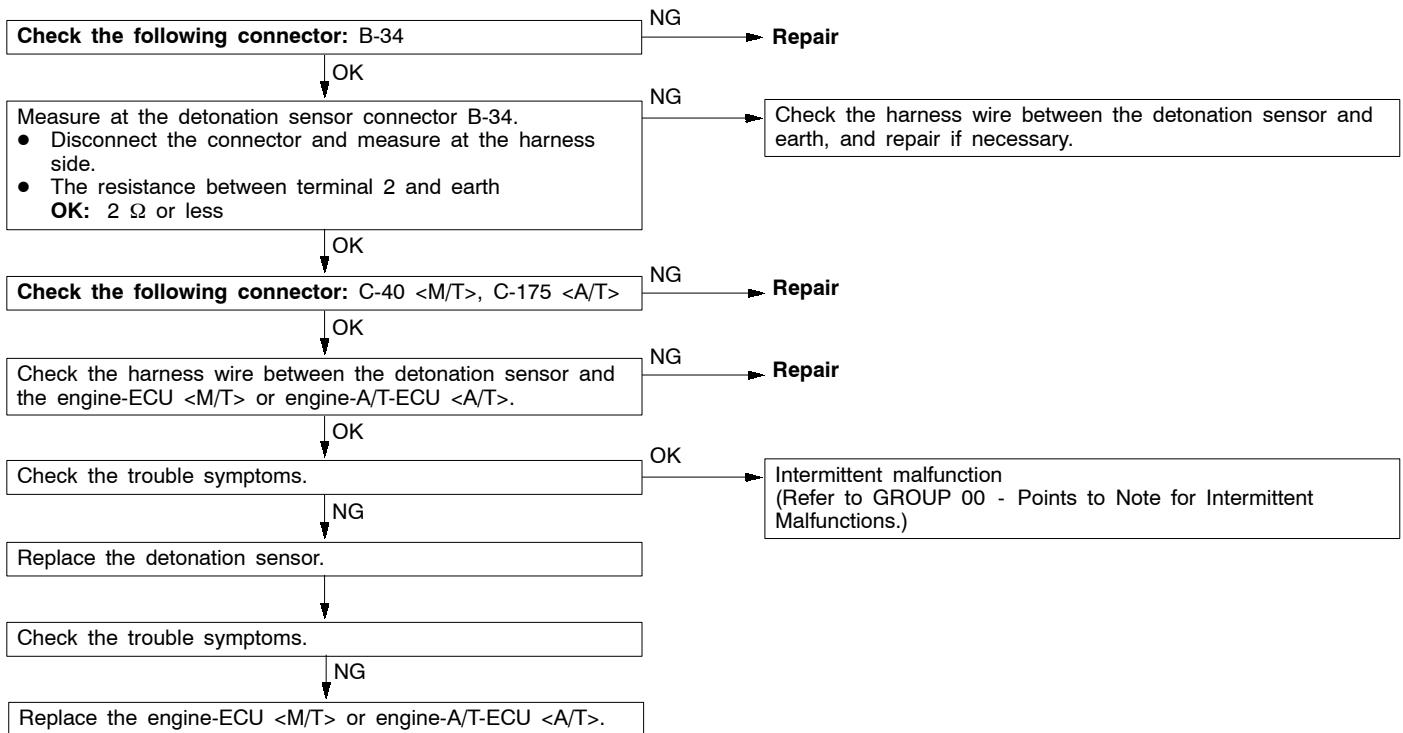 Check the following connector: B-34
NG
Repair
OK
Measure at the detonation sensor connector B-34.
● Disconnect the connector and measure at the harness
side.
● The resistance between terminal 2 and earth
OK: 2 Ω or less
NG
Check the harness wire between the detonation sensor and
earth, and repair if necessary.
OK
Check the following connector: C-40 <M/T>, C-175 <A/T>
NG
Repair
OK
Check the harness wire between the detonation sensor and
the engine-ECU <M/T> or engine-A/T-ECU <A/T>.
NG
Repair
OK
Check the trouble symptoms.
OK
Intermittent malfunction
(Refer to GROUP 00 - Points to Note for Intermittent
Malfunctions.)
NG
Replace the detonation sensor.
Check the trouble symptoms.
NG
Replace the engine-ECU <M/T> or engine-A/T-ECU <A/T>.